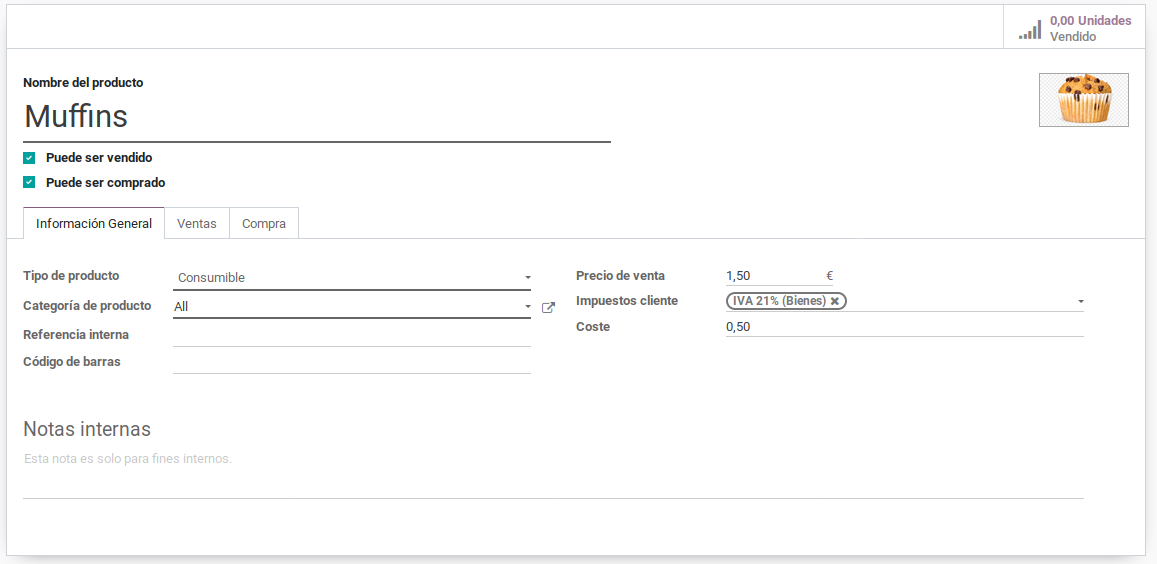 0,00 Unidades
Vendido
Nombre del producto
Muffins
Puede ser vendido
Puede ser comprado
Información General Ventas Compra
Tipo de producto Consumible
Categoría de producto All
Referencia interna
Código de barras
Precio de venta 1,50 €
Impuestos cliente IVA 21% (Bienes) ✖
Coste 0,50
Notas internas
Esta nota es solo para fines internos.